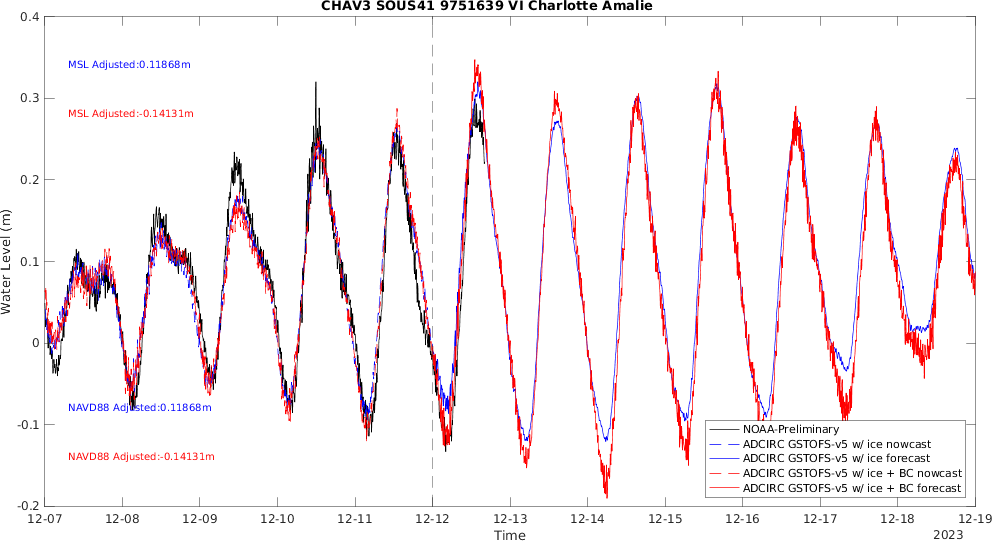 CHAV3 SOUS41 9751639 VI Charlotte Amalie
0.4
0.3
0.2
0.1
0
-0.1
-0.2
Water Level (m)
MSL Adjusted:0.11868m
MSL Adjusted:-0.14131m
NAVD88 Adjusted:0.11868m
NAVD88 Adjusted:-0.14131m
NOAA-Preliminary
ADCIRC GSTOFS-v5 w/ ice nowcast
ADCIRC GSTOFS-v5 w/ ice forecast
ADCIRC GSTOFS-v5 w/ ice + BC nowcast
ADCIRC GSTOFS-v5 w/ ice + BC forecast
12-07 12-08 12-09 12-10 12-11 12-12 12-13 12-14 12-15 12-16 12-17 12-18 12-19
Time
2023